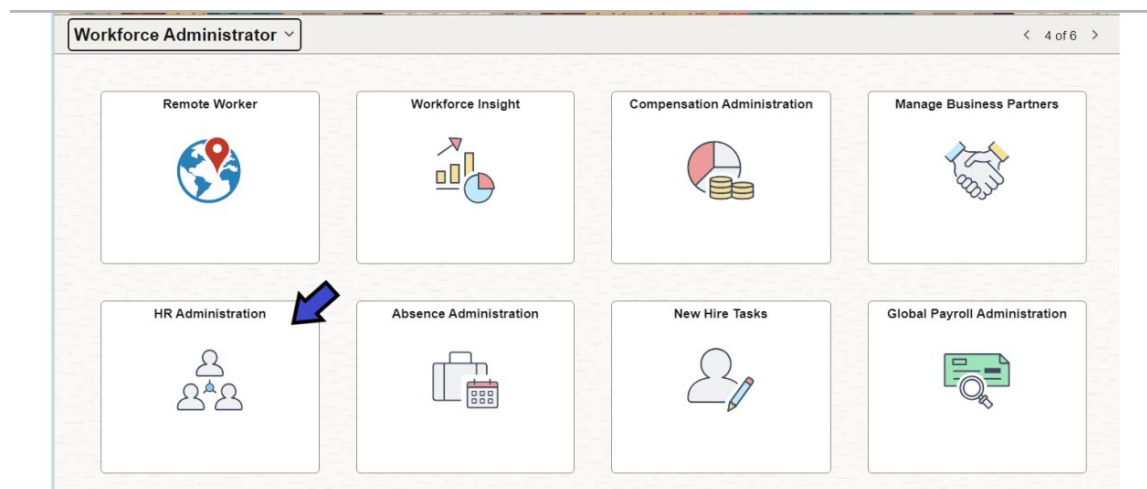 Workforce Administrator
4 of 6
Remote Worker
Workforce Insight
Compensation Administration
Manage Business Partners
HR Administration
Absence Administration
New Hire Tasks
Global Payroll Administration